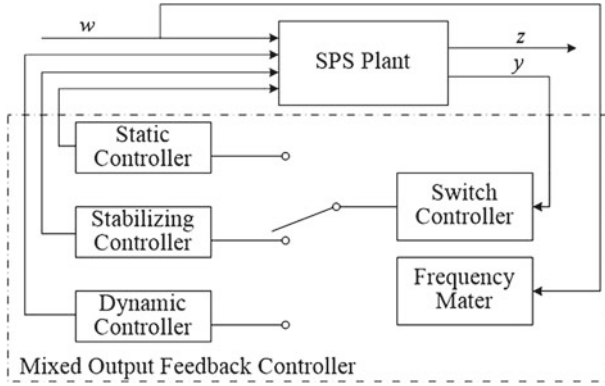 w
SPS Plant
z
y
Static
Controller
Stabilizing
Controller
Switch
Controller
Dynamic
Controller
Frequency
Mater
Mixed Output Feedback Controller